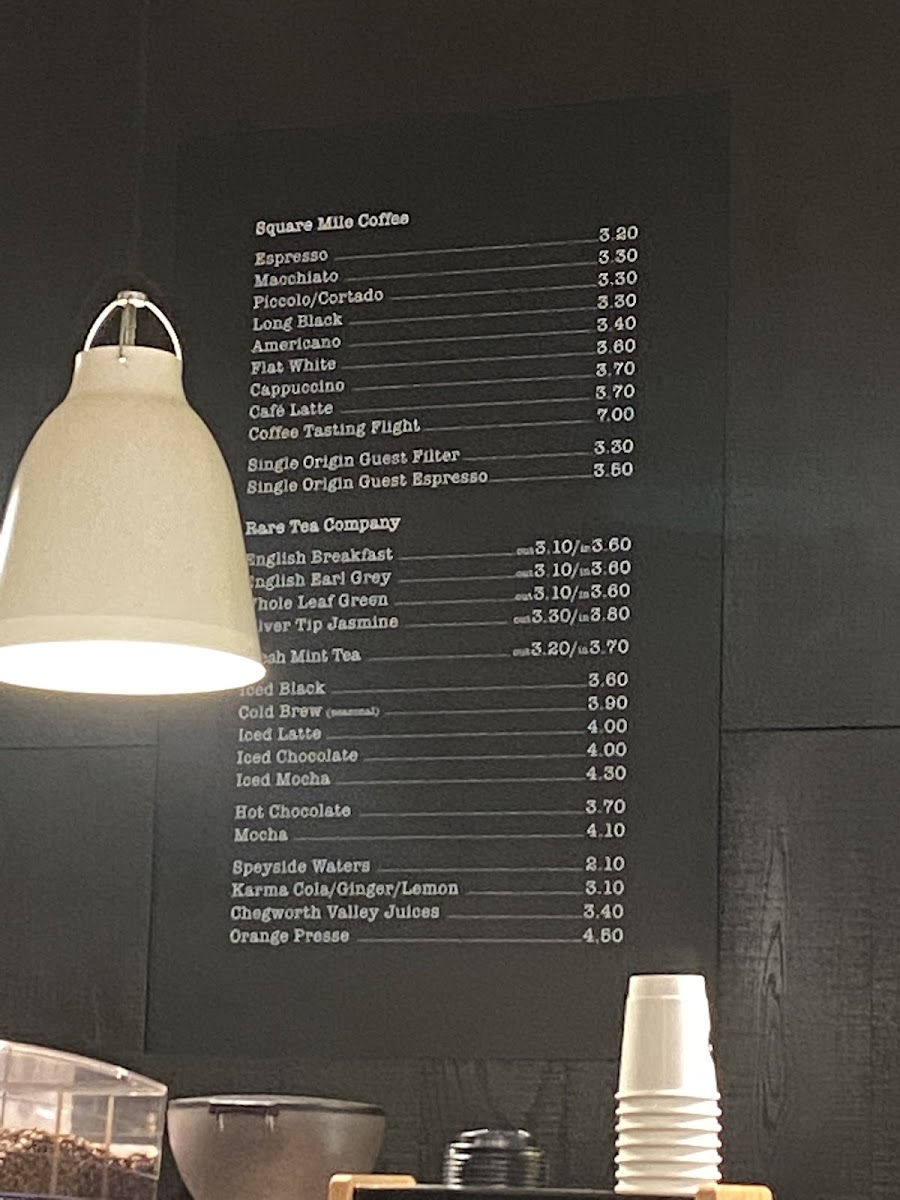 Square Mile Coffee
Espresso 3.20
Macchiato 3.30
Piccolo/Cortado 3.30
Long Black 3.30
Americano 3.40
Flat White 3.60
Cappuccino 3.70
Café Latte 3.70
Coffee Tasting Flight 7.00
Single Origin Guest Filter 3.30
Single Origin Guest Espresso 3.50
Rare Tea Company
English Breakfast out3.10/in3.60
English Earl Grey out3.10/in3.60
Whole Leaf Green out3.10/in3.60
Silver Tip Jasmine out3.30/in3.80
Fresh Mint Tea out3.20/in3.70
Iced Black 3.60
Cold Brew (seasonal) 3.90
Iced Latte 4.00
Iced Chocolate 4.00
Iced Mocha 4.30
Hot Chocolate 3.70
Mocha 4.10
Speyside Waters 2.10
Karma Cola/Ginger/Lemon 3.10
Chegworth Valley Juices 3.40
Orange Presse 4.50